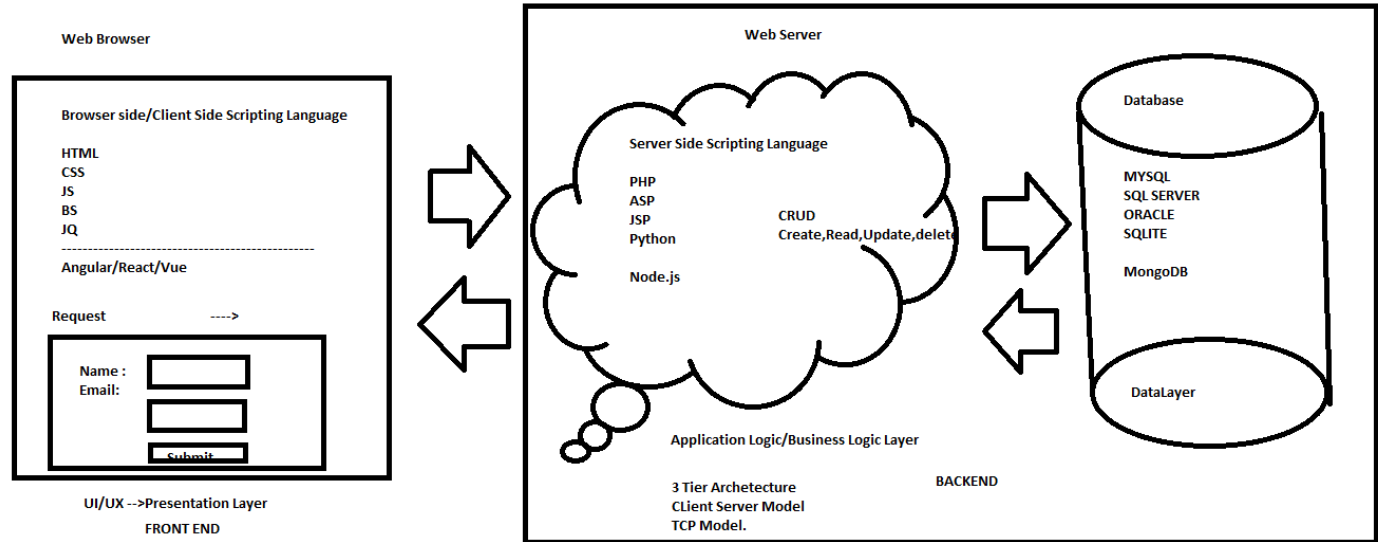 Web Browser
Browser side/Client Side Scripting Language
HTML
CSS
JS
BS
JQ
------------------------------------------------
Angular/React/Vue
Request ---->
Name :
Email:
Submit
UI/UX -->Presentation Layer
FRONT END
Web Server
Server Side Scripting Language
PHP
ASP
JSP
Python
Node.js
CRUD
Create,Read,Update,delete
Application Logic/Business Logic Layer
3 Tier Archetecture
CLient Server Model
TCP Model.
BACKEND
Database
MYSQL
SQL SERVER
ORACLE
SQLITE
MongoDB
DataLayer